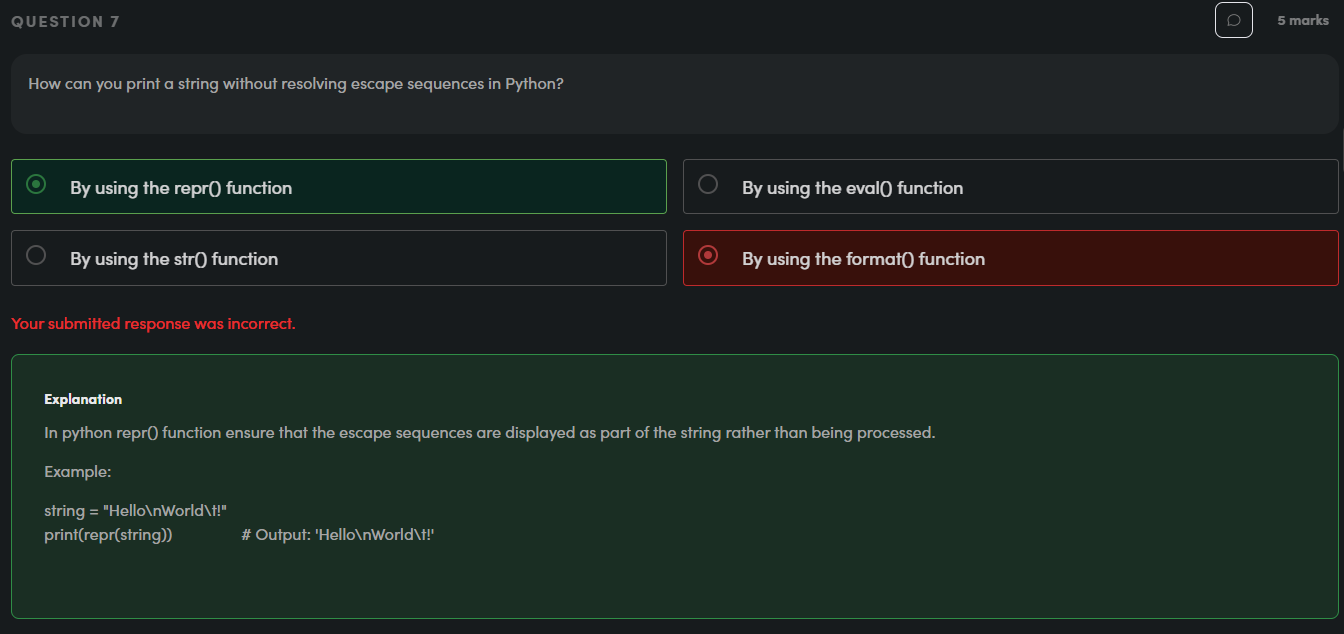 QUESTION 7
5 marks
How can you print a string without resolving escape sequences in Python?
By using the repr() function
By using the eval() function
By using the str() function
By using the format() function
Your submitted response was incorrect.
Explanation
In python repr() function ensure that the escape sequences are displayed as part of the string rather than being processed.
Example:
string = "Hello\nWorld\t!"
print(repr(string)) # Output: 'Hello\nWorld\t!'